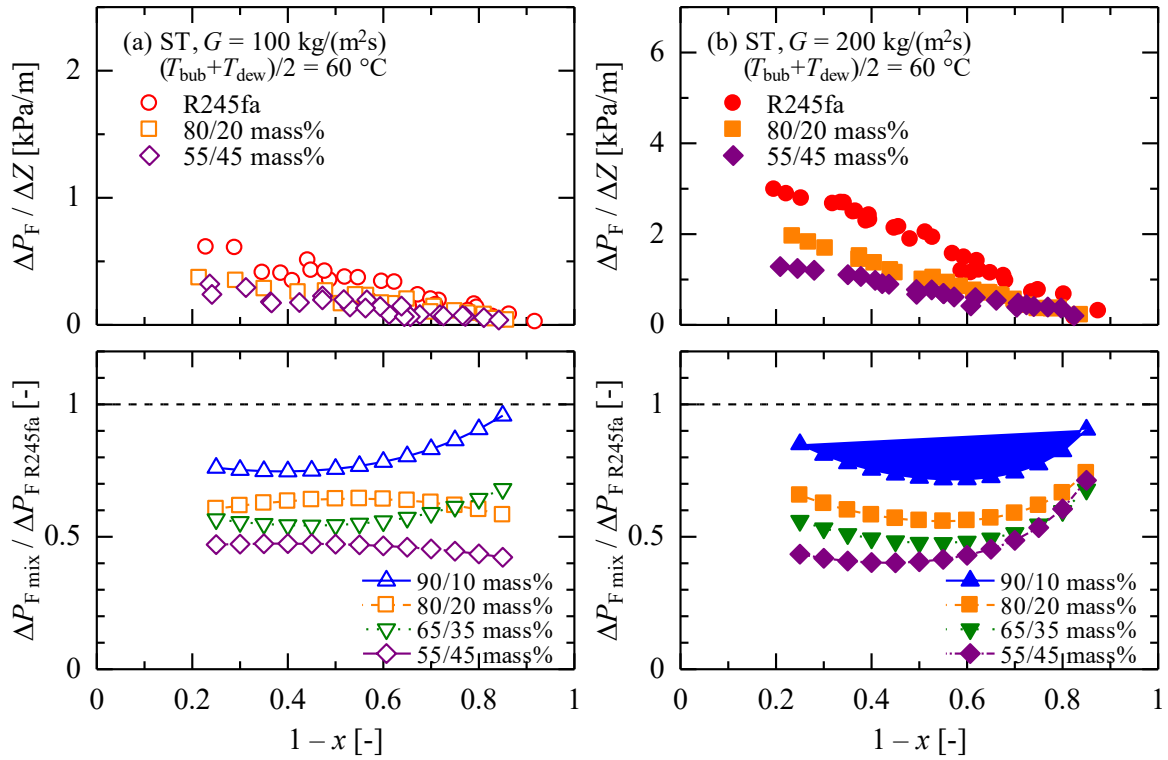 (a) ST, G = 100 kg/(m²s)
(Tbub+Tdew)/2 = 60 °C
R245fa
80/20 mass%
55/45 mass%
ΔPF / ΔZ [kPa/m]
2
1
0
(b) ST, G = 200 kg/(m²s)
(Tbub+Tdew)/2 = 60 °C
R245fa
80/20 mass%
55/45 mass%
ΔPF / ΔZ [kPa/m]
6
4
2
0
ΔPF mix / ΔPF R245fa [-]
1
0.5
0
90/10 mass%
80/20 mass%
65/35 mass%
55/45 mass%
0 0.2 0.4 0.6 0.8 1
1 – x [-]
ΔPF mix / ΔPF R245fa [-]
1
0.5
0
90/10 mass%
80/20 mass%
65/35 mass%
55/45 mass%
0 0.2 0.4 0.6 0.8 1
1 – x [-]